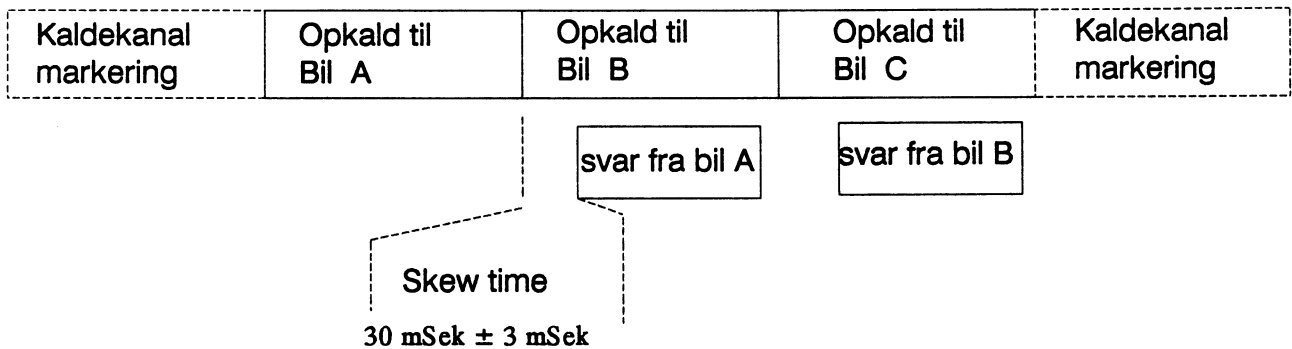 Kaldekanal
markering
Opkald til
Bil A
Opkald til
Bil B
Opkald til
Bil C
Kaldekanal
markering
svar fra bil A
svar fra bil B
Skew time
30 mSek ± 3 mSek